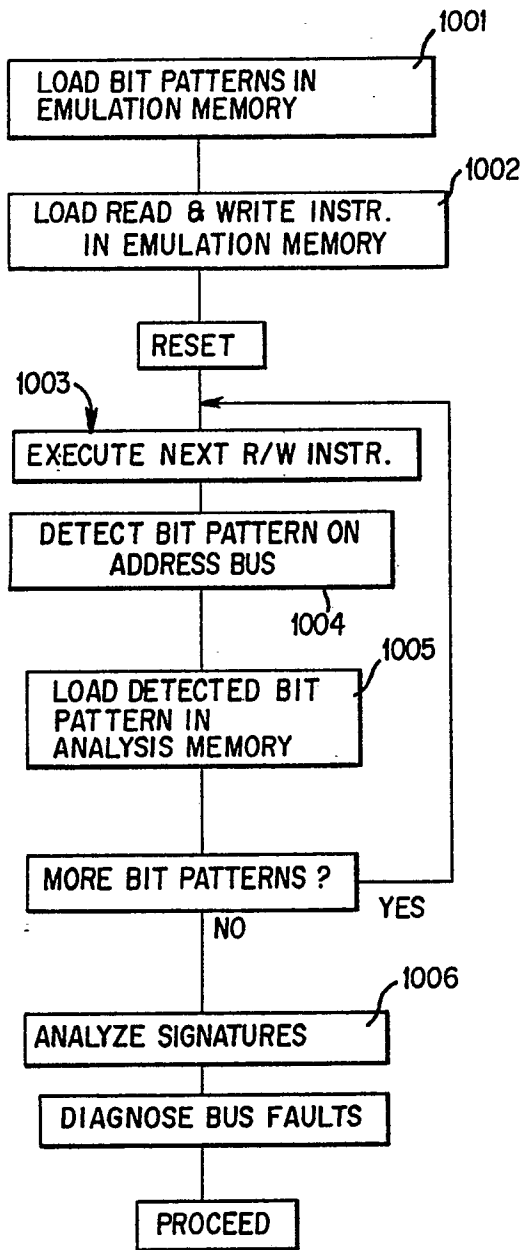 1001
LOAD BIT PATTERNS IN
EMULATION MEMORY
1002
LOAD READ & WRITE INSTR.
IN EMULATION MEMORY
RESET
1003
EXECUTE NEXT R/W INSTR.
DETECT BIT PATTERN ON
ADDRESS BUS
1004
1005
LOAD DETECTED BIT
PATTERN IN
ANALYSIS MEMORY
MORE BIT PATTERNS ?
YES
NO
1006
ANALYZE SIGNATURES
DIAGNOSE BUS FAULTS
PROCEED